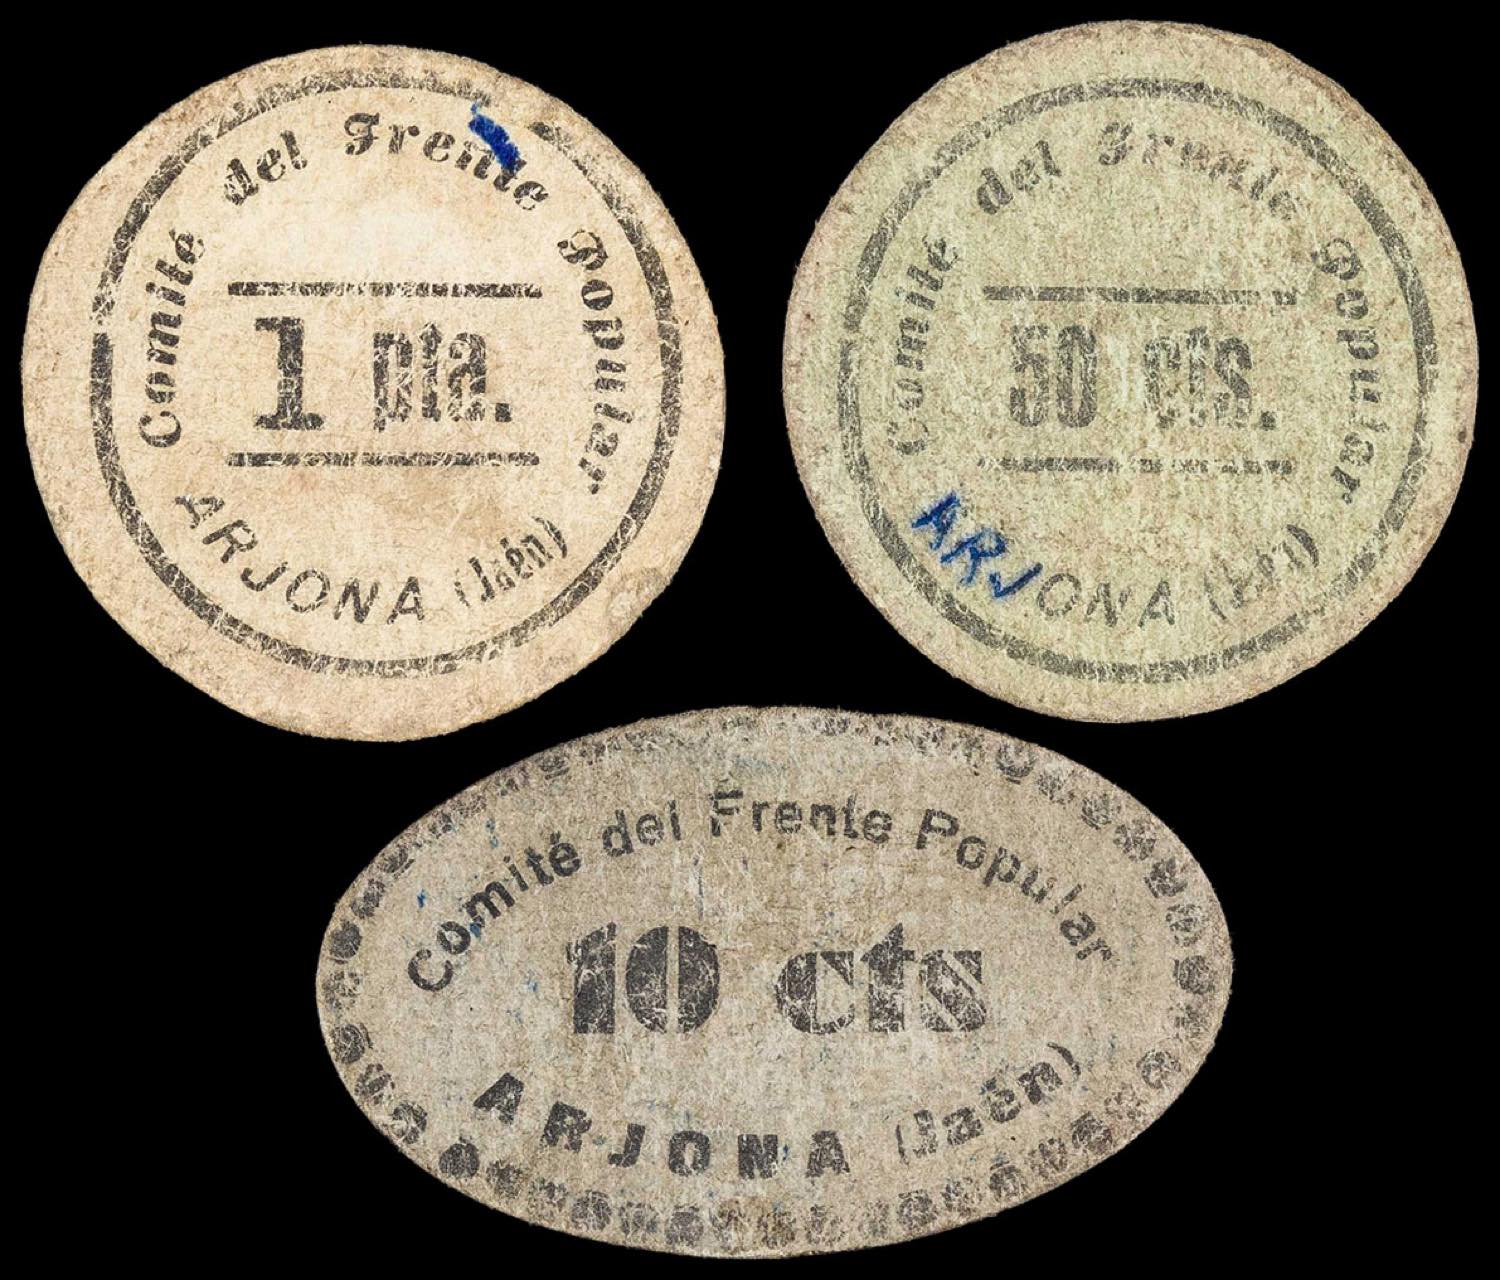 Comité del Frente Popular
1 pta.
ARJONA (Jaén)
Comité del Frente Popular
50 cts.
ARJONA (Jaén)
Comité del Frente Popular
10 cts
ARJONA (Jaén)